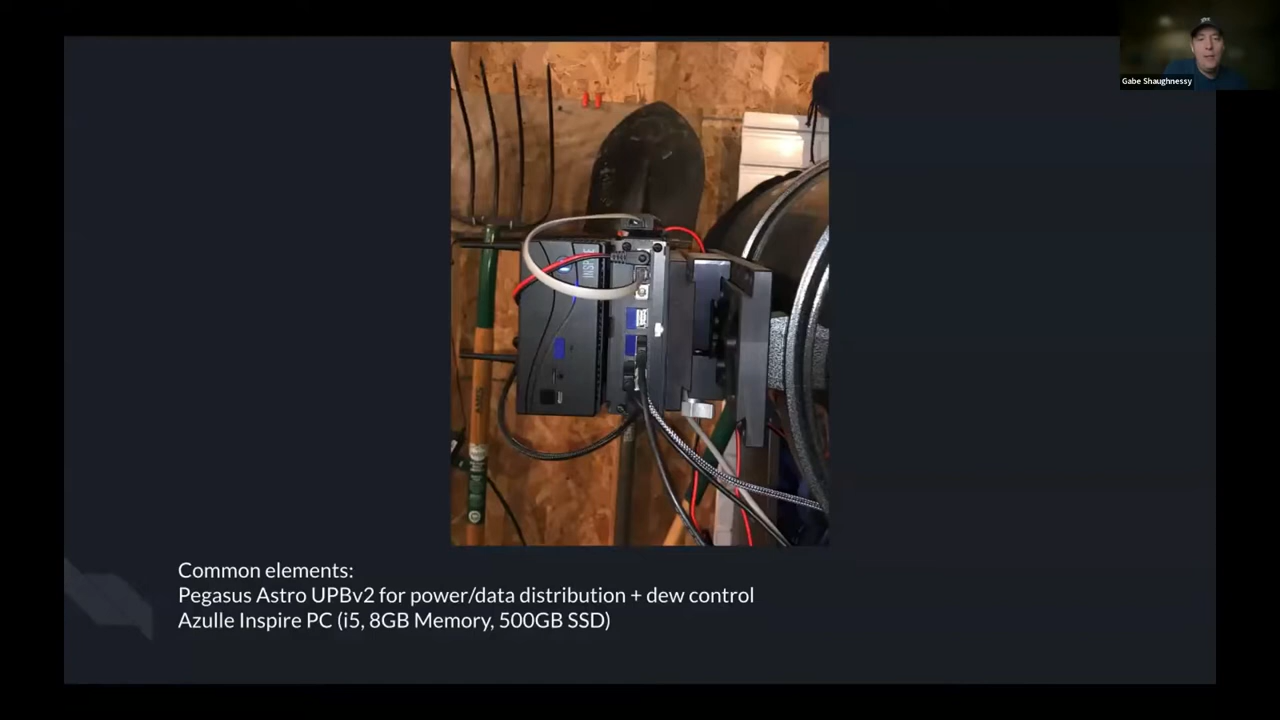 Gabe Shaughnessy
INSPIRE
Common elements:
Pegasus Astro UPBv2 for power/data distribution + dew control
Azulle Inspire PC (i5, 8GB Memory, 500GB SSD)